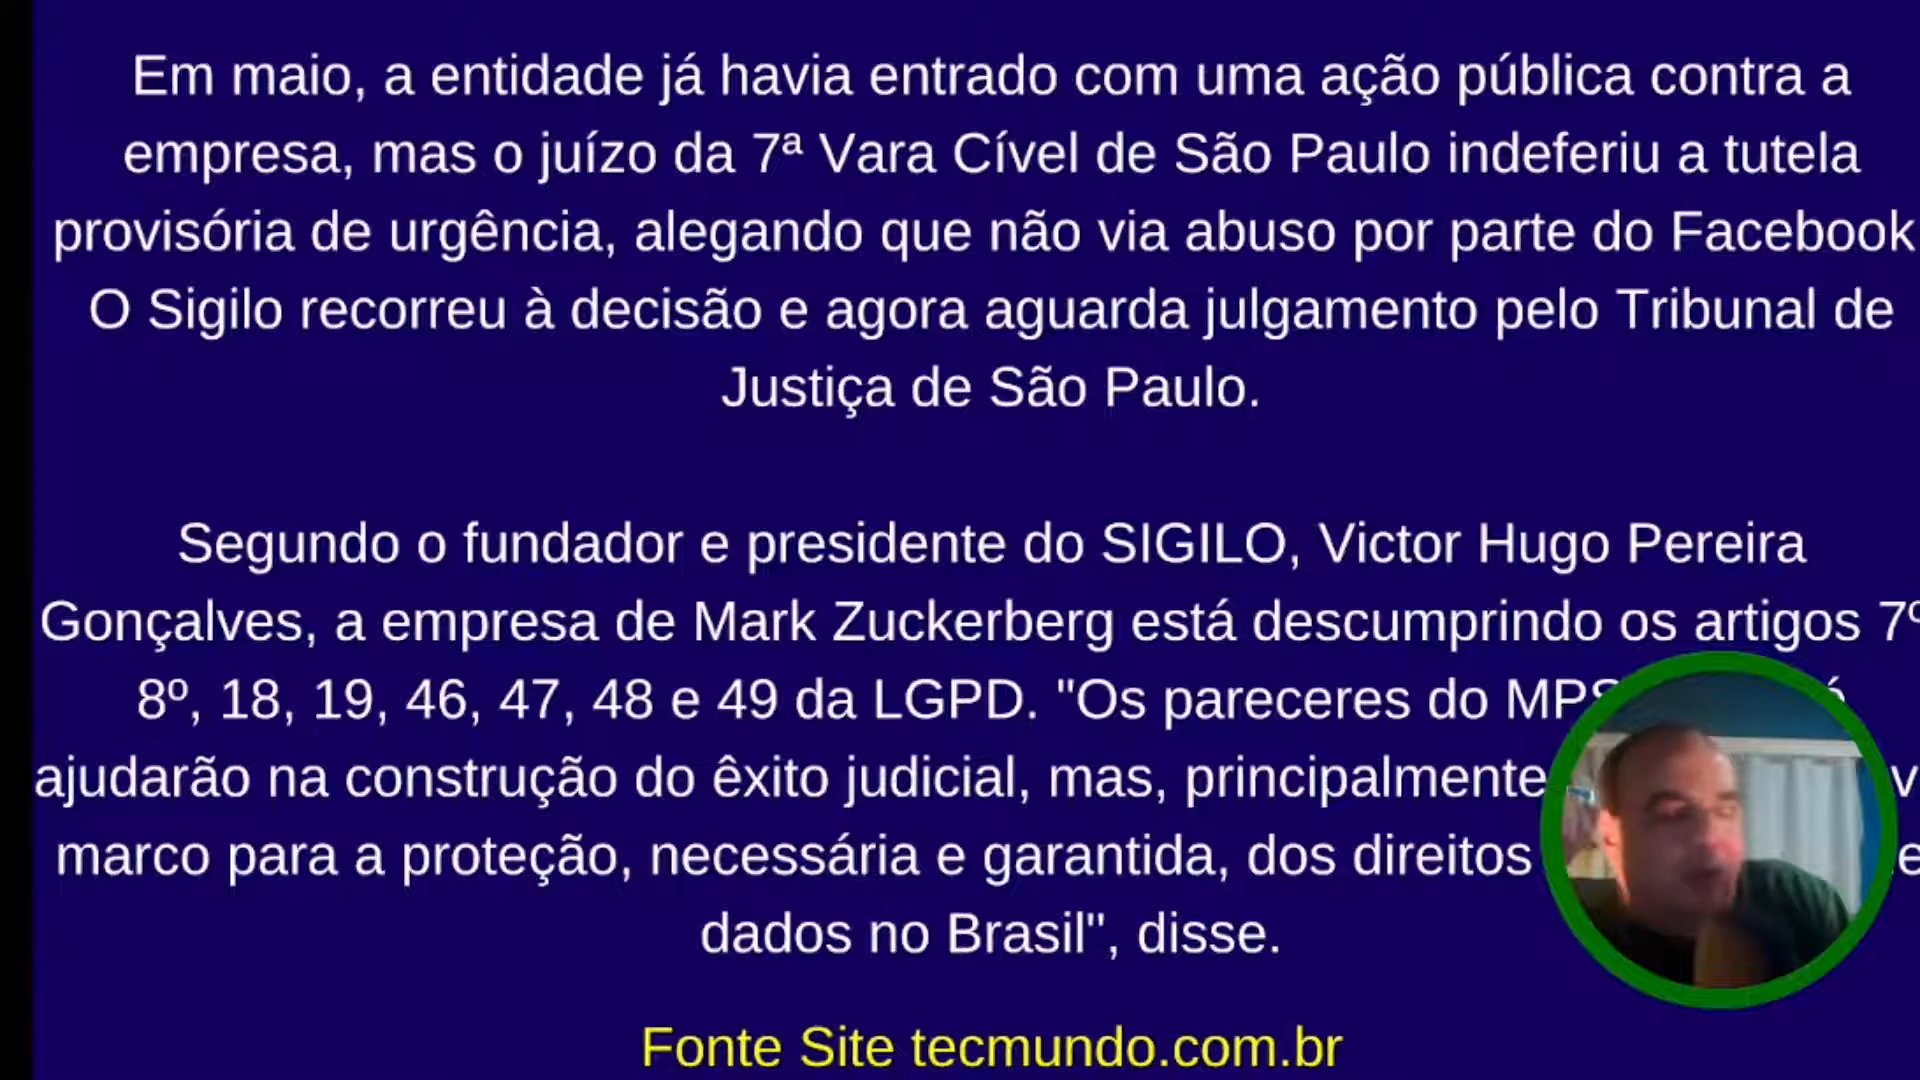 Em maio, a entidade já havia entrado com uma ação pública contra a
empresa, mas o juízo da 7ª Vara Cível de São Paulo indeferiu a tutela
provisória de urgência, alegando que não via abuso por parte do Facebook
O Sigilo recorreu à decisão e agora aguarda julgamento pelo Tribunal de
Justiça de São Paulo.
Segundo o fundador e presidente do SIGILO, Victor Hugo Pereira
Gonçalves, a empresa de Mark Zuckerberg está descumprindo os artigos 7º
8º, 18, 19, 46, 47, 48 e 49 da LGPD. "Os pareceres do
ajudarão na construção do êxito judicial, mas, principalmente
marco para a proteção, necessária e garantida, dos direitos
dados no Brasil", disse.
Fonte Site tecmundo.com.br